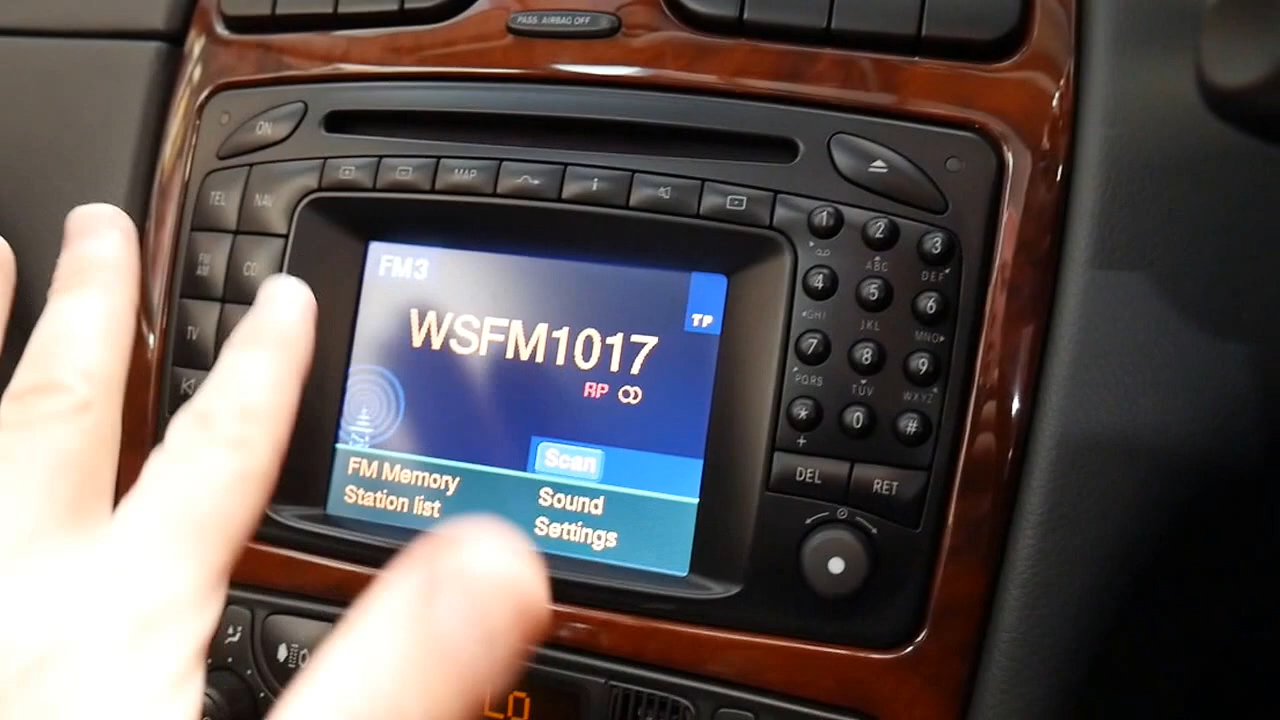 PASS. AIRBAG OFF
ON
MAP
i
TEL
NAV
FM
AM
CD
TV
FM3
TP
WSFM1017
RP
Scan
FM Memory
Station list
Sound
Settings
1
2
3
ABC
DEF
4
5
6
GHI
JKL
MNO
7
8
9
PQRS
TUV
WXYZ
*
0
#
+
DEL
RET
LO